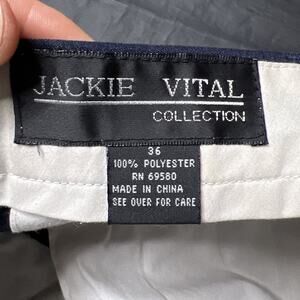 JACKIE VITAL
COLLECTION
36
100% POLYESTER
RN 69580
MADE IN CHINA
SEE OVER FOR CARE